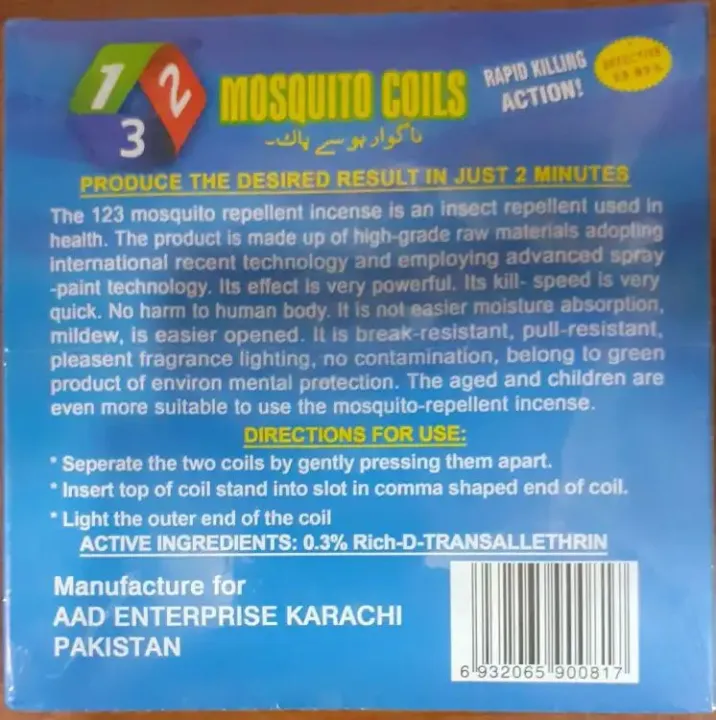 1 2
3
MOSQUITO COILS
RAPID KILLING
ACTION!
EFFECTIVE
99.99%
ناگوار بو سے پاک۔
PRODUCE THE DESIRED RESULT IN JUST 2 MINUTES
The 123 mosquito repellent incense is an insect repellent used in
health. The product is made up of high-grade raw materials adopting
international recent technology and employing advanced spray
-paint technology. Its effect is very powerful. Its kill- speed is very
quick. No harm to human body. It is not easier moisture absorption,
mildew, is easier opened. It is break-resistant, pull-resistant,
pleasent fragrance lighting, no contamination, belong to green
product of environ mental protection. The aged and children are
even more suitable to use the mosquito-repellent incense.
DIRECTIONS FOR USE:
* Seperate the two coils by gently pressing them apart.
* Insert top of coil stand into slot in comma shaped end of coil.
* Light the outer end of the coil
ACTIVE INGREDIENTS: 0.3% Rich-D-TRANSALLETHRIN
Manufacture for
AAD ENTERPRISE KARACHI
PAKISTAN
6 932065 900817